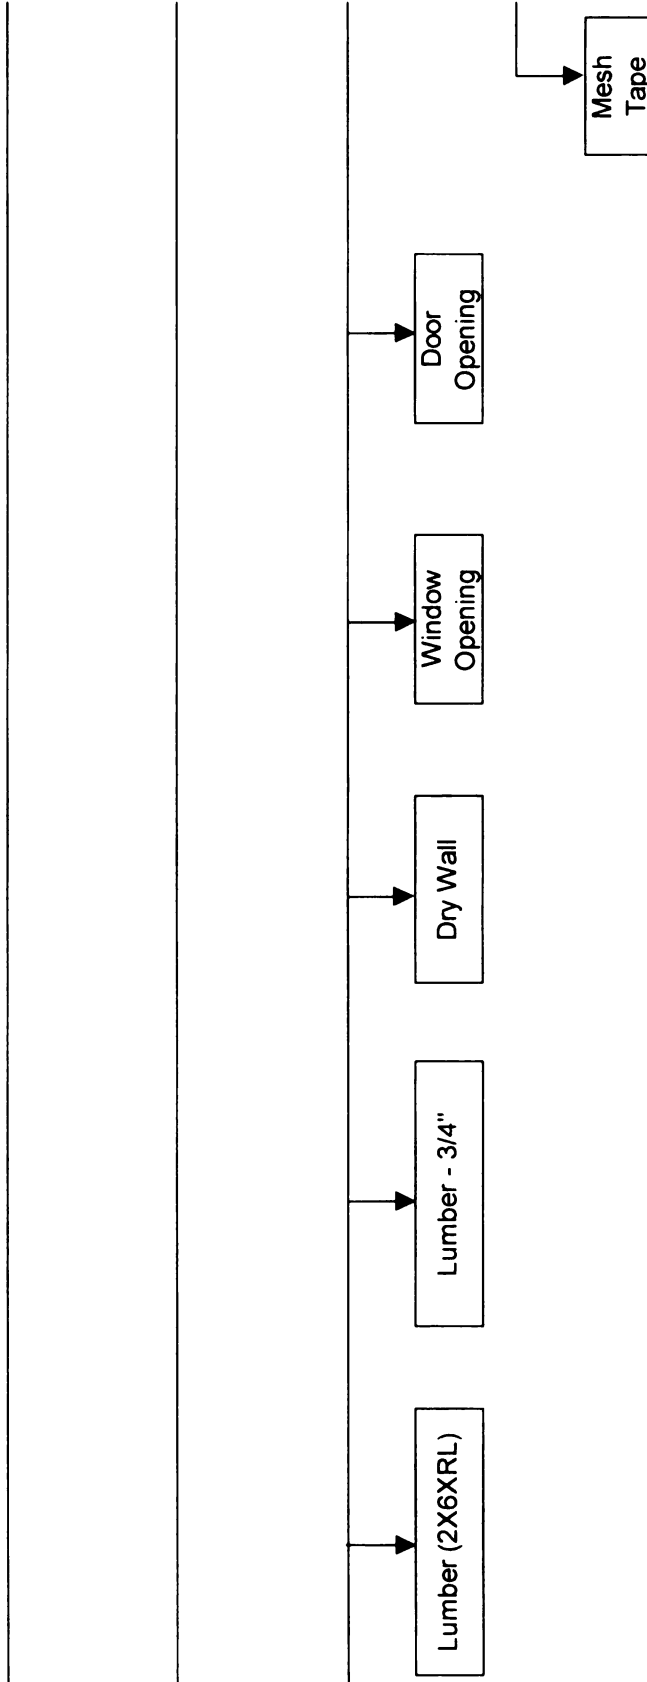 Lumber (2X6XRL)
Lumber - 3/4"
Dry Wall
Window
Opening
Door
Opening
Mesh
Tape